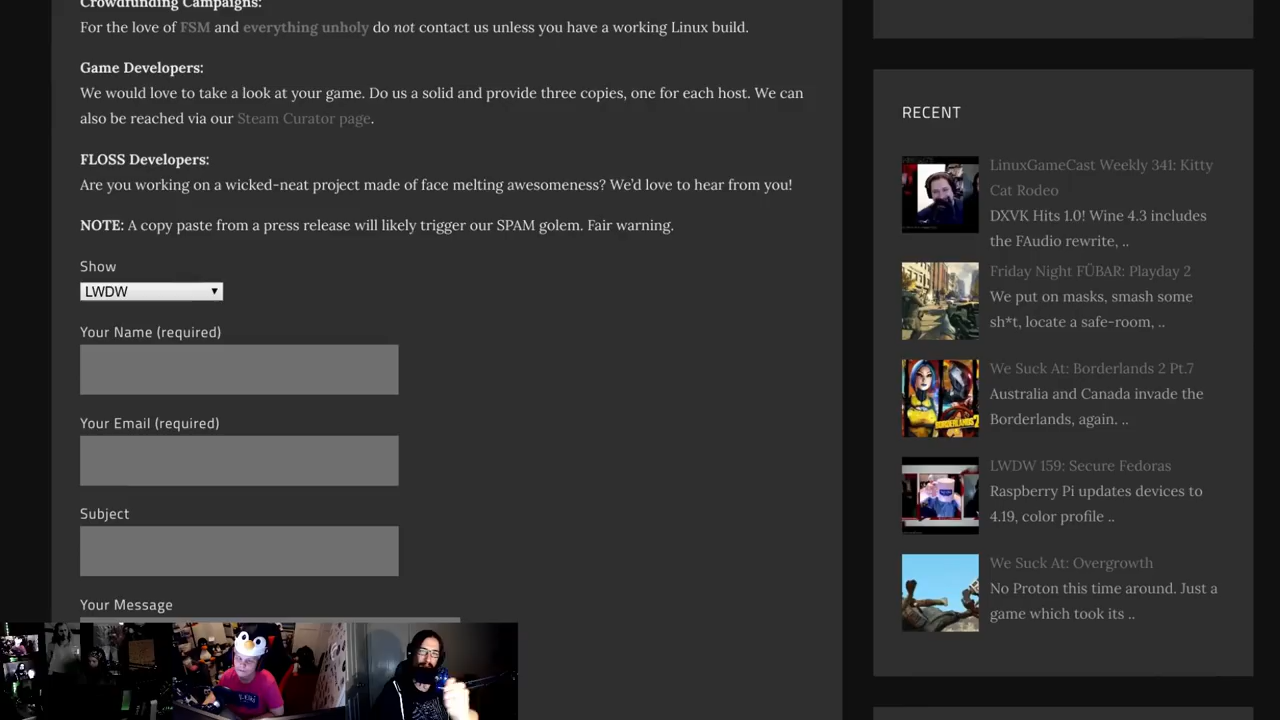 Crowdfunding Campaigns:
For the love of FSM and everything unholy do not contact us unless you have a working Linux build.
Game Developers:
We would love to take a look at your game. Do us a solid and provide three copies, one for each host. We can
also be reached via our Steam Curator page.
FLOSS Developers:
Are you working on a wicked-neat project made of face melting awesomeness? We'd love to hear from you!
NOTE: A copy paste from a press release will likely trigger our SPAM golem. Fair warning.
Show
LWDW
Your Name (required)
Your Email (required)
Subject
Your Message
RECENT
LinuxGameCast Weekly 341: Kitty
Cat Rodeo
DXVK Hits 1.0! Wine 4.3 includes
the FAudio rewrite, ..
Friday Night FÜBAR: Playday 2
We put on masks, smash some
sh*t, locate a safe-room, ..
We Suck At: Borderlands 2 Pt.7
Australia and Canada invade the
Borderlands, again. ..
LWDW 159: Secure Fedoras
Raspberry Pi updates devices to
4.19, color profile ..
We Suck At: Overgrowth
No Proton this time around. Just a
game which took its ..